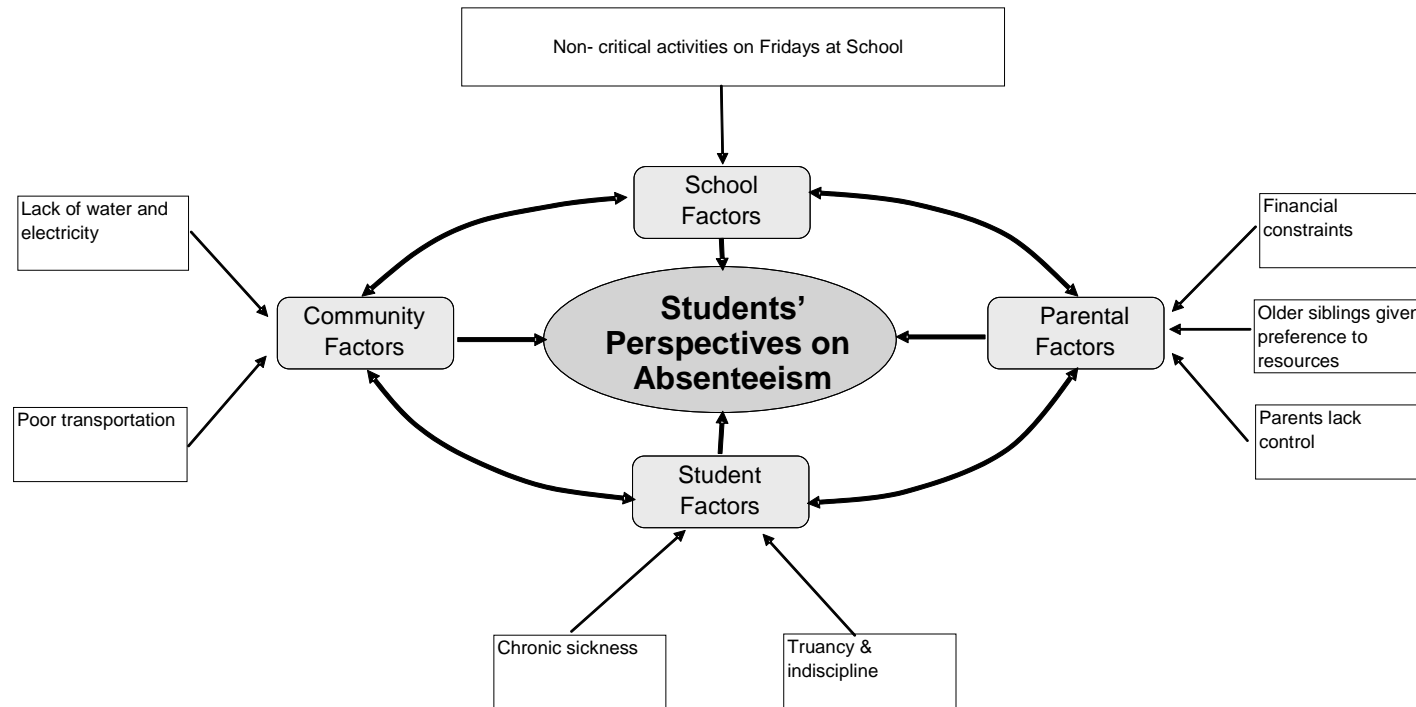 Non- critical activities on Fridays at School
School
Factors
Lack of water and
electricity
Financial
constraints
Community
Factors
Students’
Perspectives on
Absenteeism
Parental
Factors
Older siblings given
preference to
resources
Poor transportation
Parents lack
control
Student
Factors
Chronic sickness
Truancy &
indiscipline